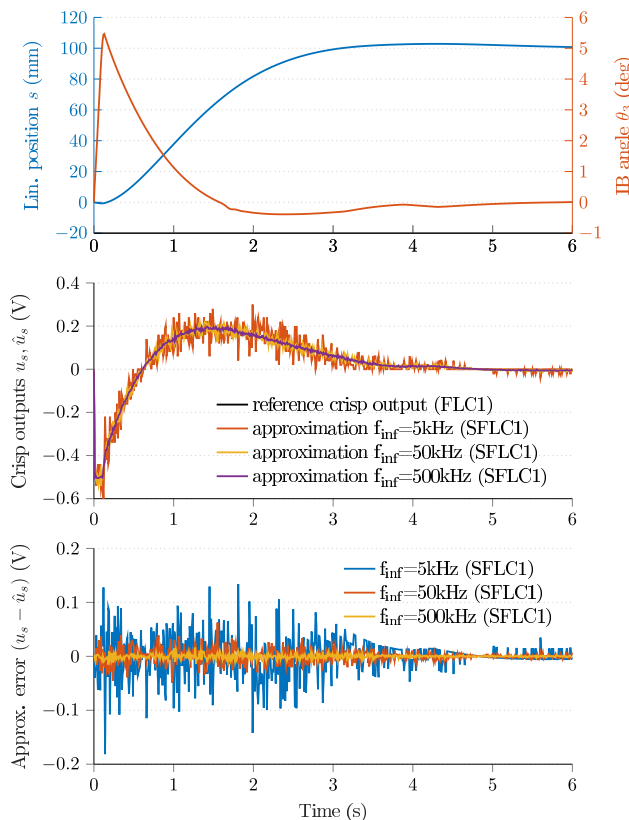 Lin. position s (mm)
120
100
80
60
40
20
0
−20
6
5
4
3
2
1
0
−1
IB angle θ3 (deg)
0 1 2 3 4 5 6
Crisp outputs us, ûs (V)
0.4
0.2
0
−0.2
−0.4
−0.6
reference crisp output (FLC1)
approximation finf=5kHz (SFLC1)
approximation finf=50kHz (SFLC1)
approximation finf=500kHz (SFLC1)
0 1 2 3 4 5 6
Approx. error (us − ûs) (V)
0.2
0.1
0
−0.1
−0.2
finf=5kHz (SFLC1)
finf=50kHz (SFLC1)
finf=500kHz (SFLC1)
0 1 2 3 4 5 6
Time (s)